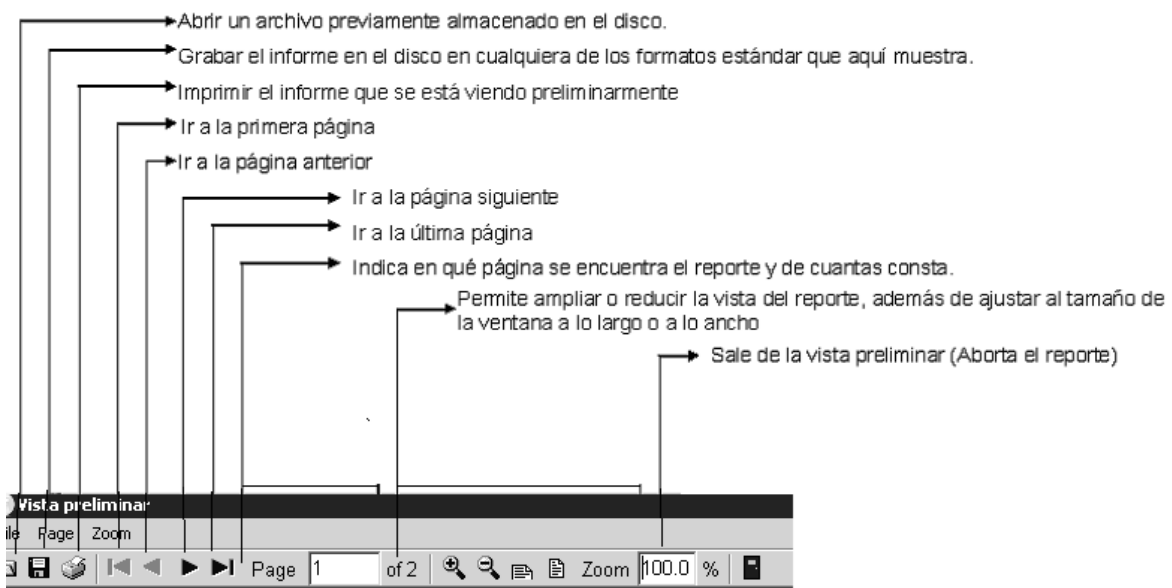 Abrir un archivo previamente almacenado en el disco.
Grabar el informe en el disco en cualquiera de los formatos estándar que aquí muestra.
Imprimir el informe que se está viendo preliminarmente
Ir a la primera página
Ir a la página anterior
Ir a la página siguiente
Ir a la última página
Indica en qué página se encuentra el reporte y de cuantas consta.
Permite ampliar o reducir la vista del reporte, además de ajustar al tamaño de
la ventana a lo largo o a lo ancho
Sale de la vista preliminar (Aborta el reporte)
Vista preliminar
ile Page Zoom
Page 1 of 2 Zoom 100.0 %